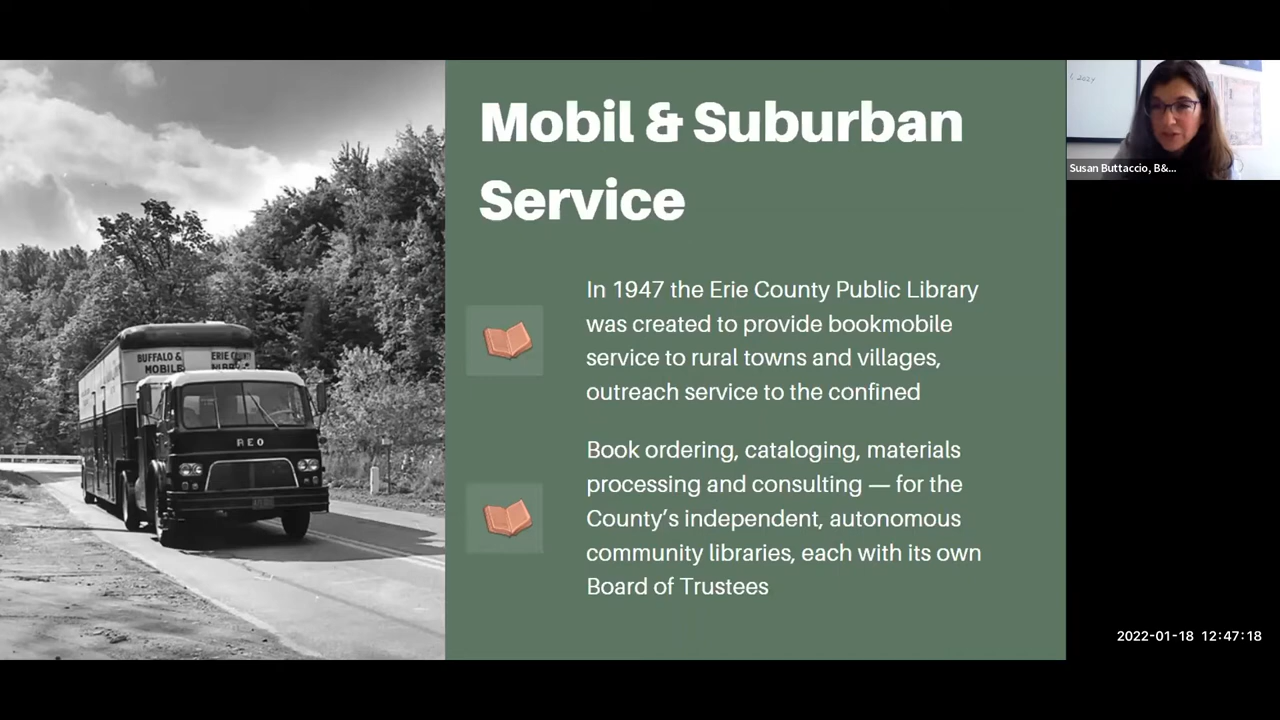 Mobil & Suburban
Service
In 1947 the Erie County Public Library
was created to provide bookmobile
service to rural towns and villages,
outreach service to the confined
Book ordering, cataloging, materials
processing and consulting — for the
County’s independent, autonomous
community libraries, each with its own
Board of Trustees
BUFFALO & ERIE COUNTY
MOBILE
REO
Susan Buttaccio, B&...
2022-01-18 12:47:18